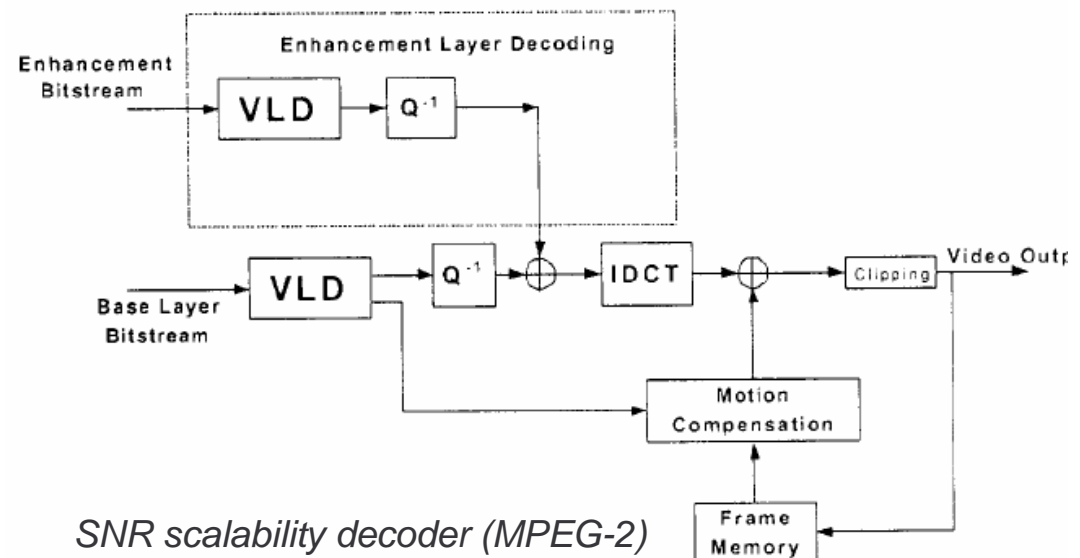 Enhancement Layer Decoding
Enhancement
Bitstream
VLD
Q⁻¹
VLD
Q⁻¹
IDCT
Clipping
Video Outp
Base Layer
Bitstream
Motion
Compensation
Frame
Memory
SNR scalability decoder (MPEG-2)